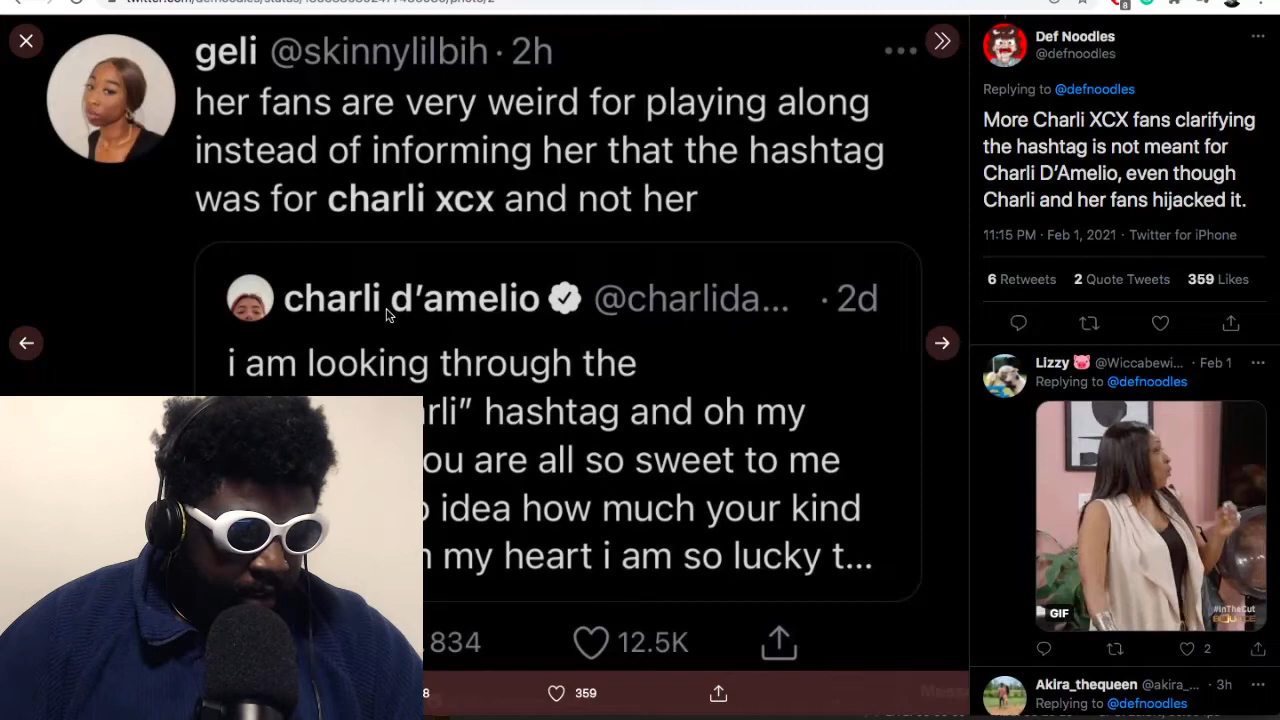 geli @skinnylilbih · 2h
her fans are very weird for playing along
instead of informing her that the hashtag
was for charli xcx and not her
charli d’amelio @charlida... · 2d
i am looking through the
rli” hashtag and oh my
ou are all so sweet to me
idea how much your kind
my heart i am so lucky t...
834
12.5K
359
Def Noodles
@defnoodles
Replying to @defnoodles
More Charli XCX fans clarifying
the hashtag is not meant for
Charli D’Amelio, even though
Charli and her fans hijacked it.
11:15 PM · Feb 1, 2021 · Twitter for iPhone
6 Retweets 2 Quote Tweets 359 Likes
Lizzy @Wiccabewi... · Feb 1
Replying to @defnoodles
GIF
#InTheCut
BOUNCE
2
Akira_thequeen @akira_... · 3h
Replying to @defnoodles